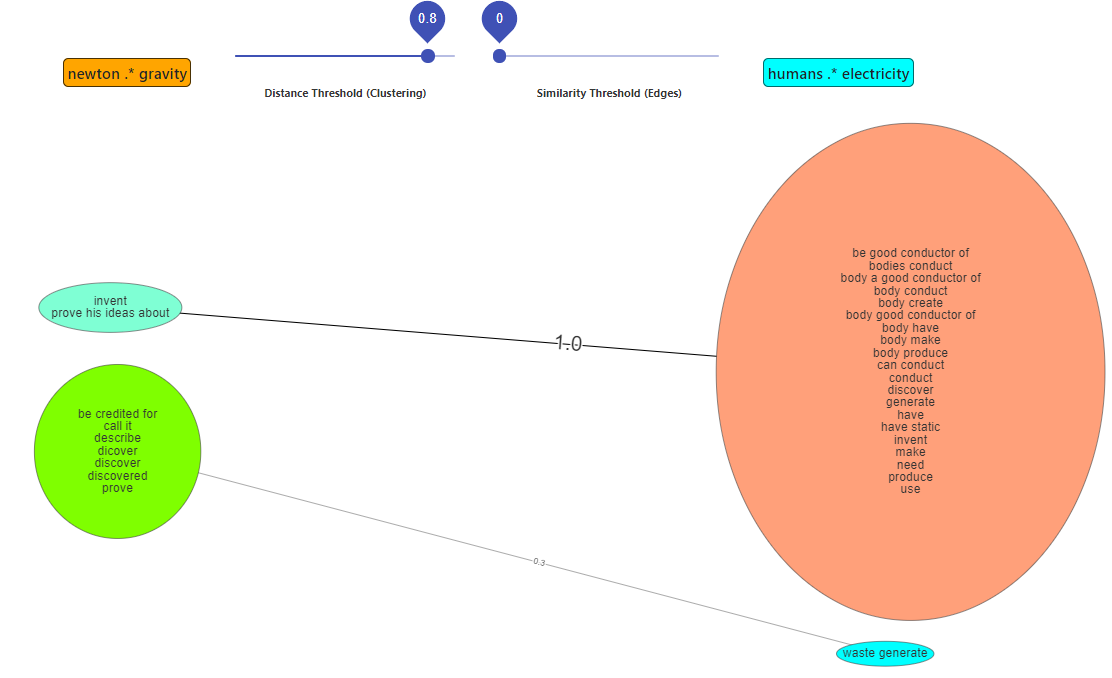 0.8
0
newton .* gravity
humans .* electricity
Distance Threshold (Clustering)
Similarity Threshold (Edges)
invent
prove his ideas about
1.0
be credited for
call it
describe
dicover
discover
discovered
prove
0.3
be good conductor of
bodies conduct
body a good conductor of
body conduct
body create
body good conductor of
body have
body make
body produce
can conduct
conduct
discover
generate
have
have static
invent
make
need
produce
use
waste generate